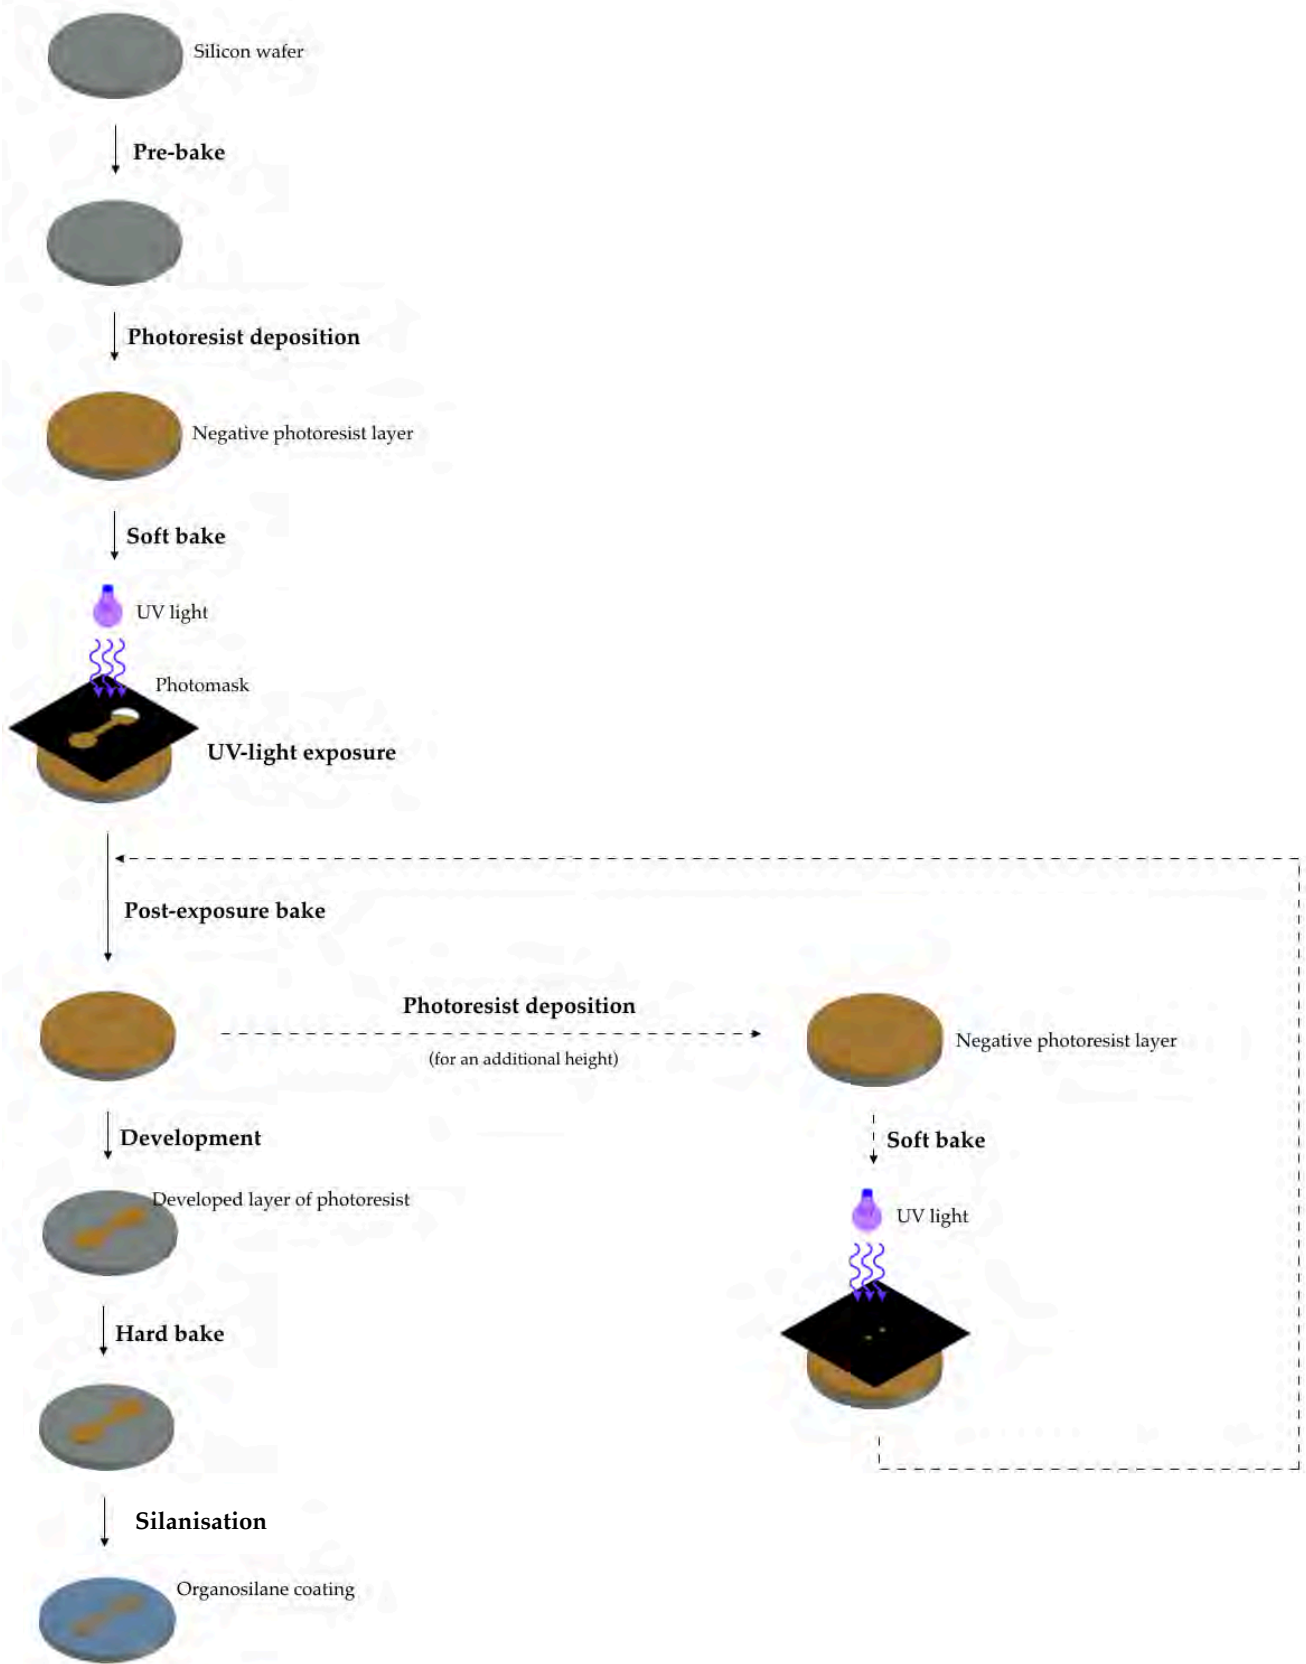 Silicon wafer
Pre-bake
Photoresist deposition
Negative photoresist layer
Soft bake
UV light
Photomask
UV-light exposure
Post-exposure bake
Photoresist deposition
(for an additional height)
Negative photoresist layer
Development
Soft bake
Developed layer of photoresist
UV light
Hard bake
Silanisation
Organosilane coating